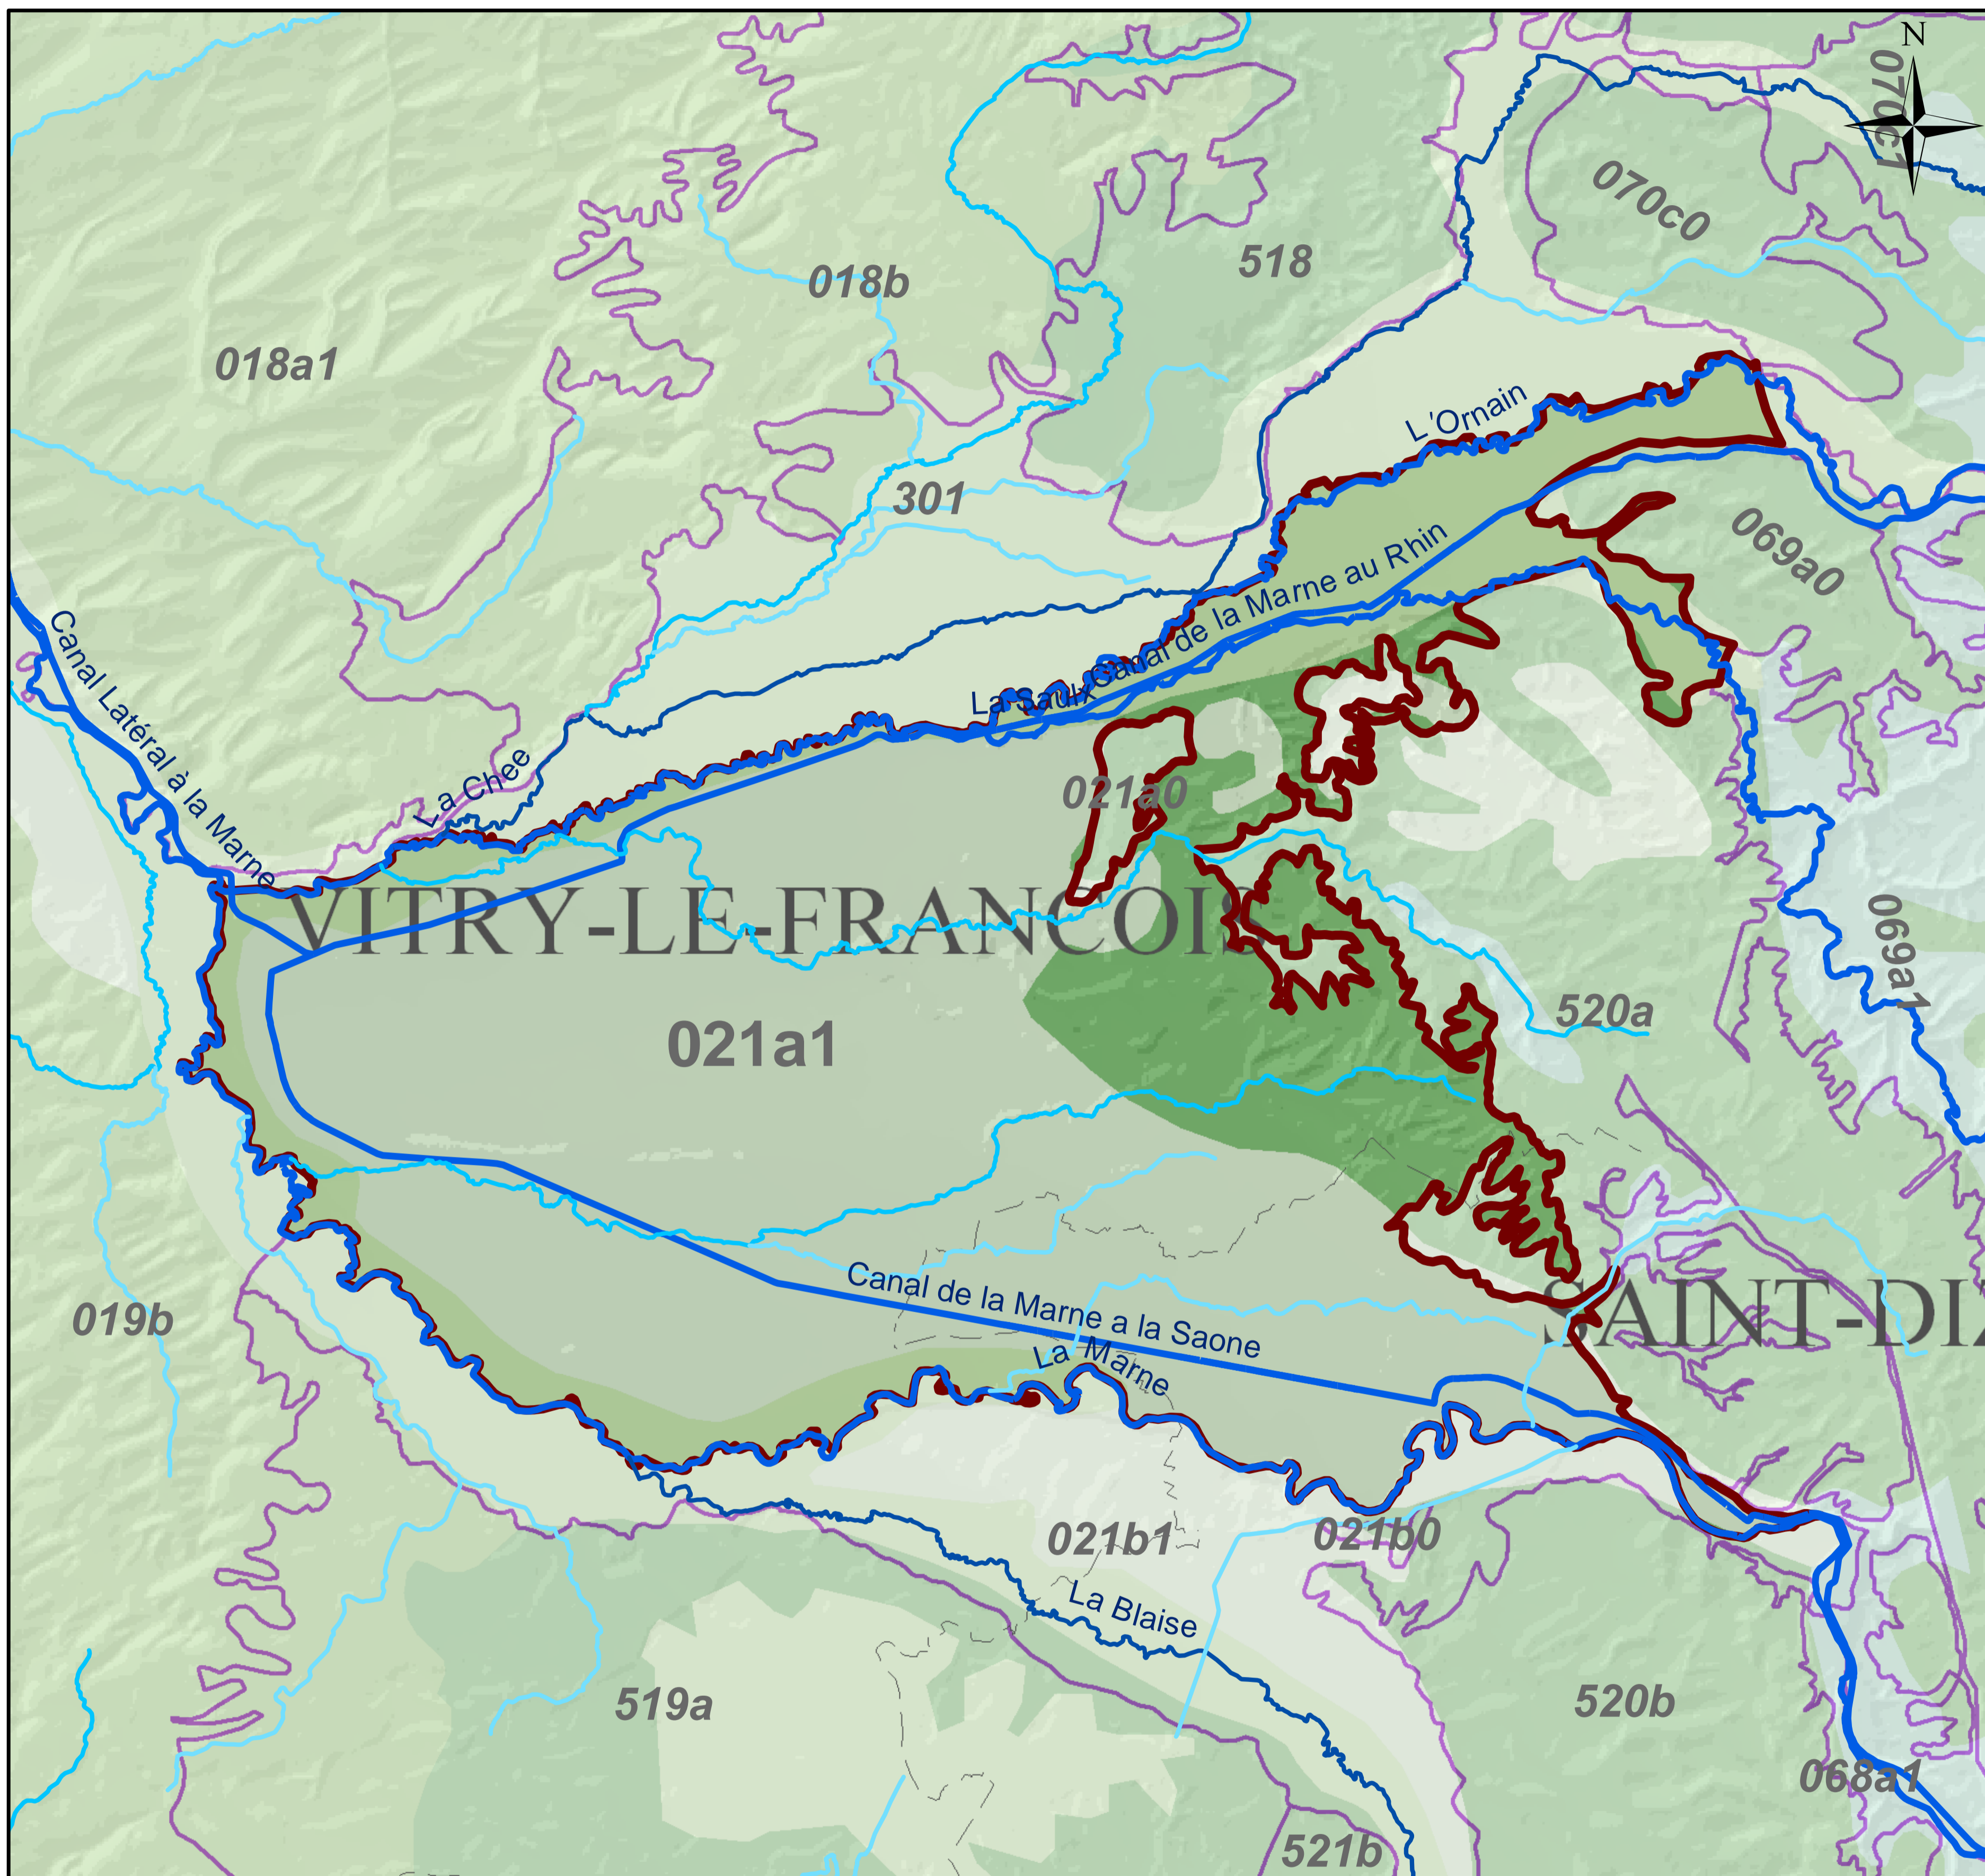 N
070c1
070c0
518
018b
018a1
L'Ornain
301
069a0
Canal de la Marne au Rhin
La Saulx
Canal Latéral à la Marne
La Chee
021a0
VITRY-LE-FRANCOIS
069a1
520a
021a1
019b
Canal de la Marne a la Saone
SAINT-DIZ
La Marne
021b1
021b0
La Blaise
519a
520b
068a1
521b